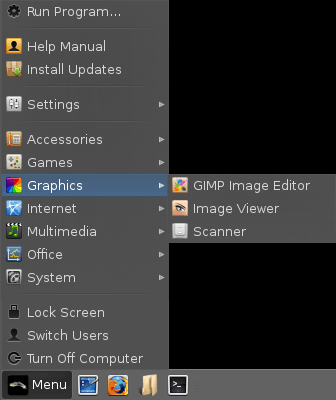 Run Program...
Help Manual
Install Updates
Settings
Accessories
Games
Graphics
GIMP Image Editor
Internet
Image Viewer
Multimedia
Scanner
Office
System
Lock Screen
Switch Users
Turn Off Computer
Menu